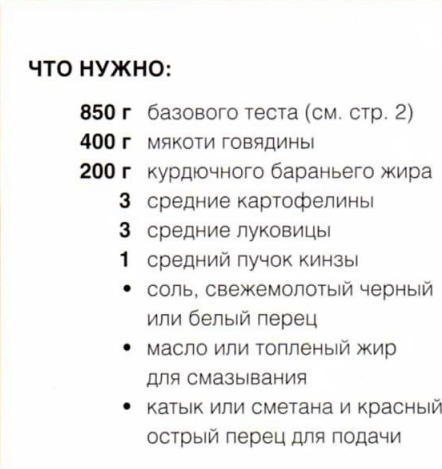 ЧТО НУЖНО:
850 г базового теста (см. стр. 2)
400 г мякоти говядины
200 г курдючного бараньего жира
3 средние картофелины
3 средние луковицы
1 средний пучок кинзы
• соль, свежемолотый черный
или белый перец
• масло или топленый жир
для смазывания
• катык или сметана и красный
острый перец для подачи